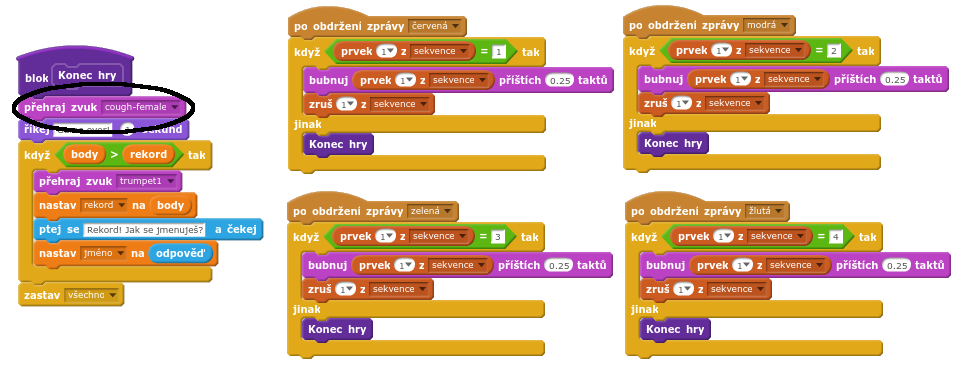 blok Konec hry
přehraj zvuk cough-female
říkej sekund
když body > rekord tak
přehraj zvuk trumpet1
nastav rekord na body
ptej se Rekord! Jak se jmenuješ? a čekej
nastav jméno na odpověď
zastav všechno
po obdržení zprávy červená
když prvek 1 z sekvence = 1 tak
bubnuj prvek 1 z sekvence příštích 0.25 taktů
zruš 1 z sekvence
jinak
Konec hry
po obdržení zprávy modrá
když prvek 1 z sekvence = 2 tak
bubnuj prvek 1 z sekvence příštích 0.25 taktů
zruš 1 z sekvence
jinak
Konec hry
po obdržení zprávy zelená
když prvek 1 z sekvence = 3 tak
bubnuj prvek 1 z sekvence příštích 0.25 taktů
zruš 1 z sekvence
jinak
Konec hry
po obdržení zprávy žlutá
když prvek 1 z sekvence = 4 tak
bubnuj prvek 1 z sekvence příštích 0.25 taktů
zruš 1 z sekvence
jinak
Konec hry